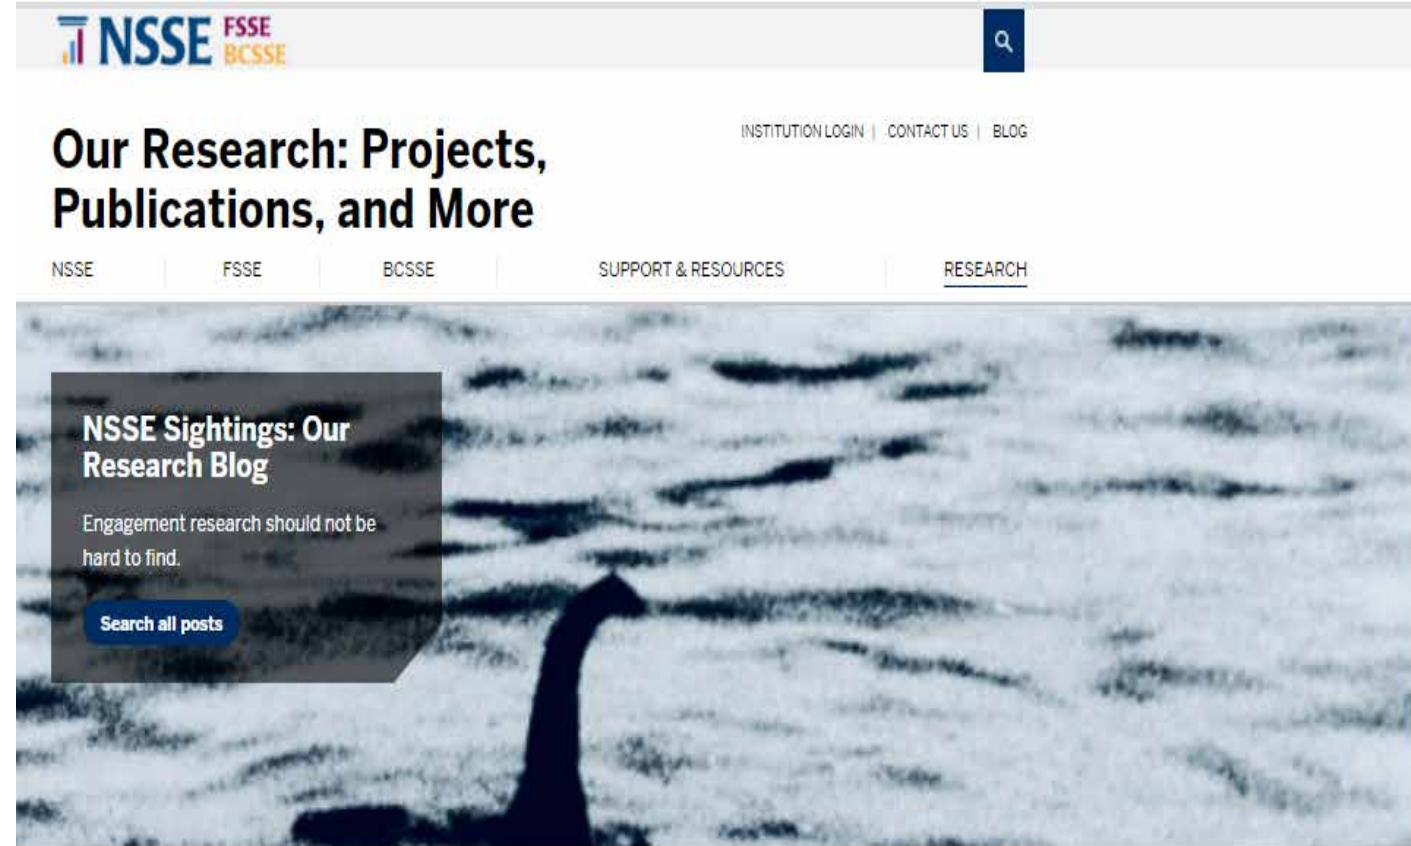 NSSE FSSE
BCSSE
INSTITUTION LOGIN | CONTACT US | BLOG
Our Research: Projects,
Publications, and More
NSSE FSSE BCSSE SUPPORT & RESOURCES RESEARCH
NSSE Sightings: Our
Research Blog
Engagement research should not be
hard to find.
Search all posts